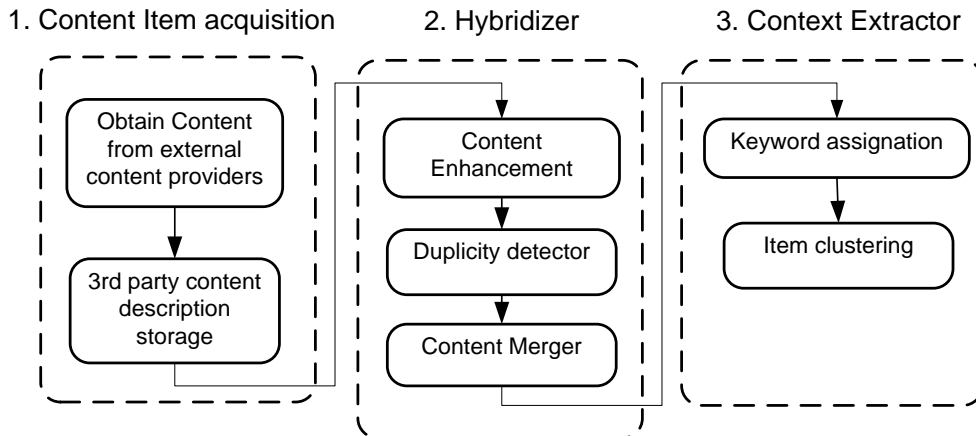 1. Content Item acquisition
Obtain Content
from external
content providers
3rd party content
description
storage
2. Hybridizer
Content
Enhancement
Duplicity detector
Content Merger
3. Context Extractor
Keyword assignation
Item clustering